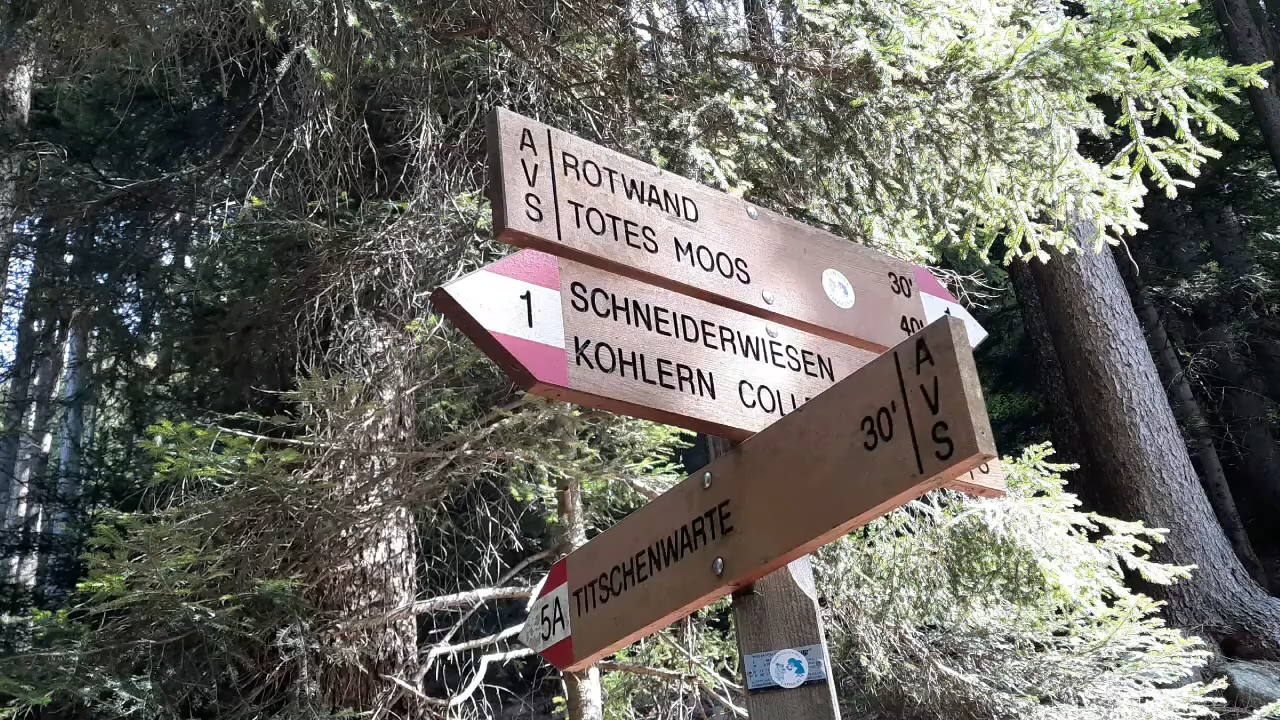 AVS
ROTWAND 30'
TOTES MOOS 40'
1
SCHNEIDERWIESEN
KOHLERN
5A
TITSCHENWARTE 30'
AVS